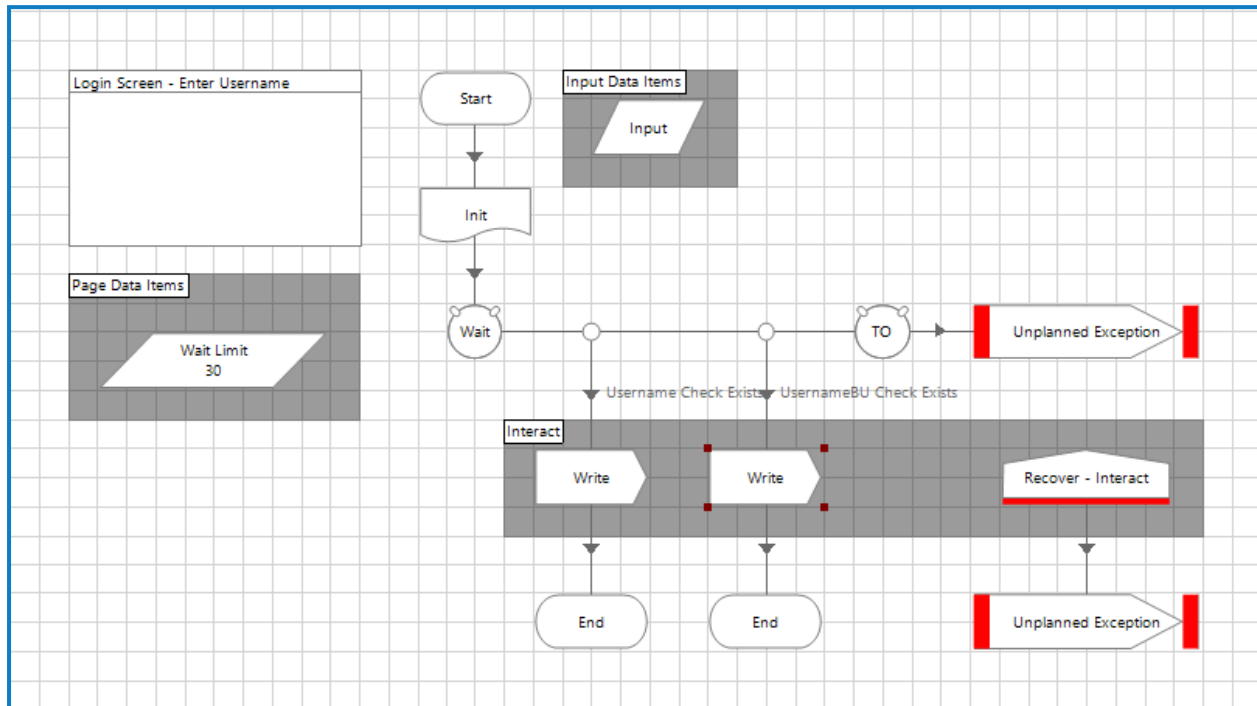 Login Screen - Enter Username
Start
Input Data Items
Input
Init
Page Data Items
Wait Limit
30
Wait
TO
Unplanned Exception
Username Check Exists
UsernameBU Check Exists
Interact
Write
Write
Recover - Interact
End
End
Unplanned Exception